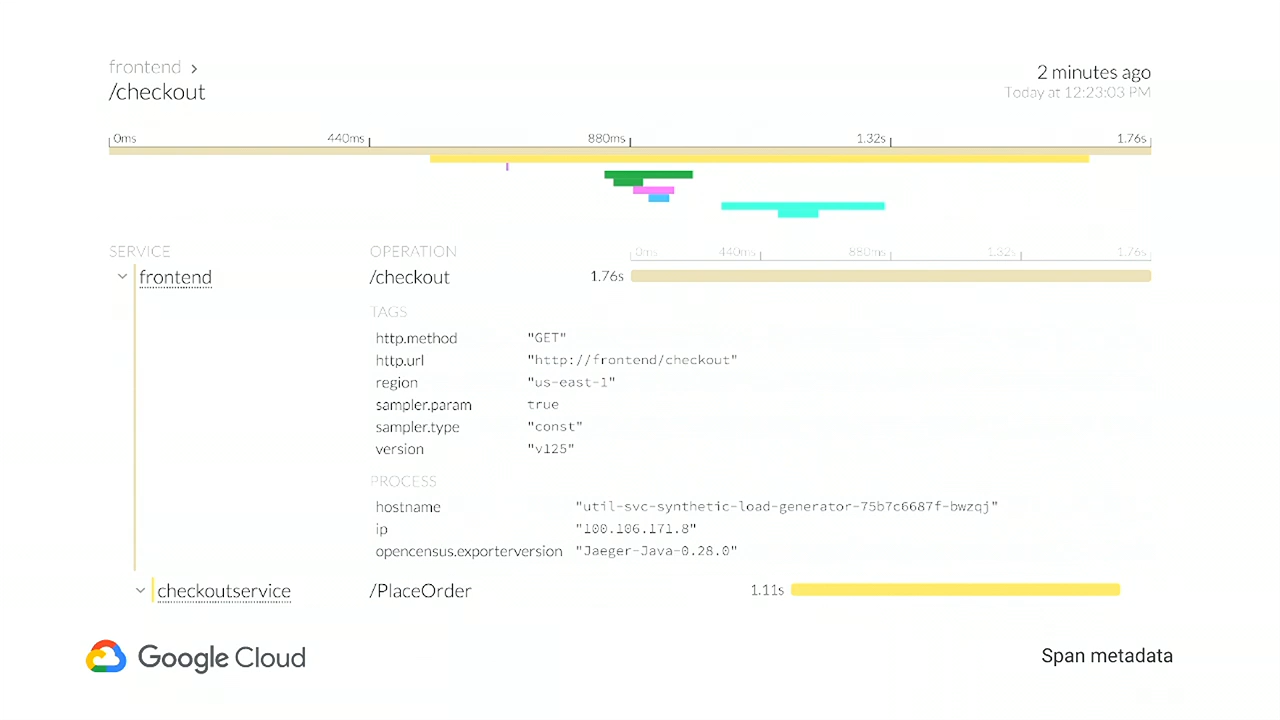 frontend >
/checkout
2 minutes ago
Today at 12:23:03 PM
0ms 440ms 880ms 1.32s 1.76s
SERVICE OPERATION 0ms 440ms 880ms 1.32s 1.76s
frontend /checkout 1.76s
TAGS
http.method "GET"
http.url "http://frontend/checkout"
region "us-east-1"
sampler.param true
sampler.type "const"
version "v125"
PROCESS
hostname "util-svc-synthetic-load-generator-75b7c6687f-bwzqj"
ip "100.106.171.8"
opencensus.exporterversion "Jaeger-Java-0.28.0"
checkoutservice /PlaceOrder 1.11s
Google Cloud
Span metadata